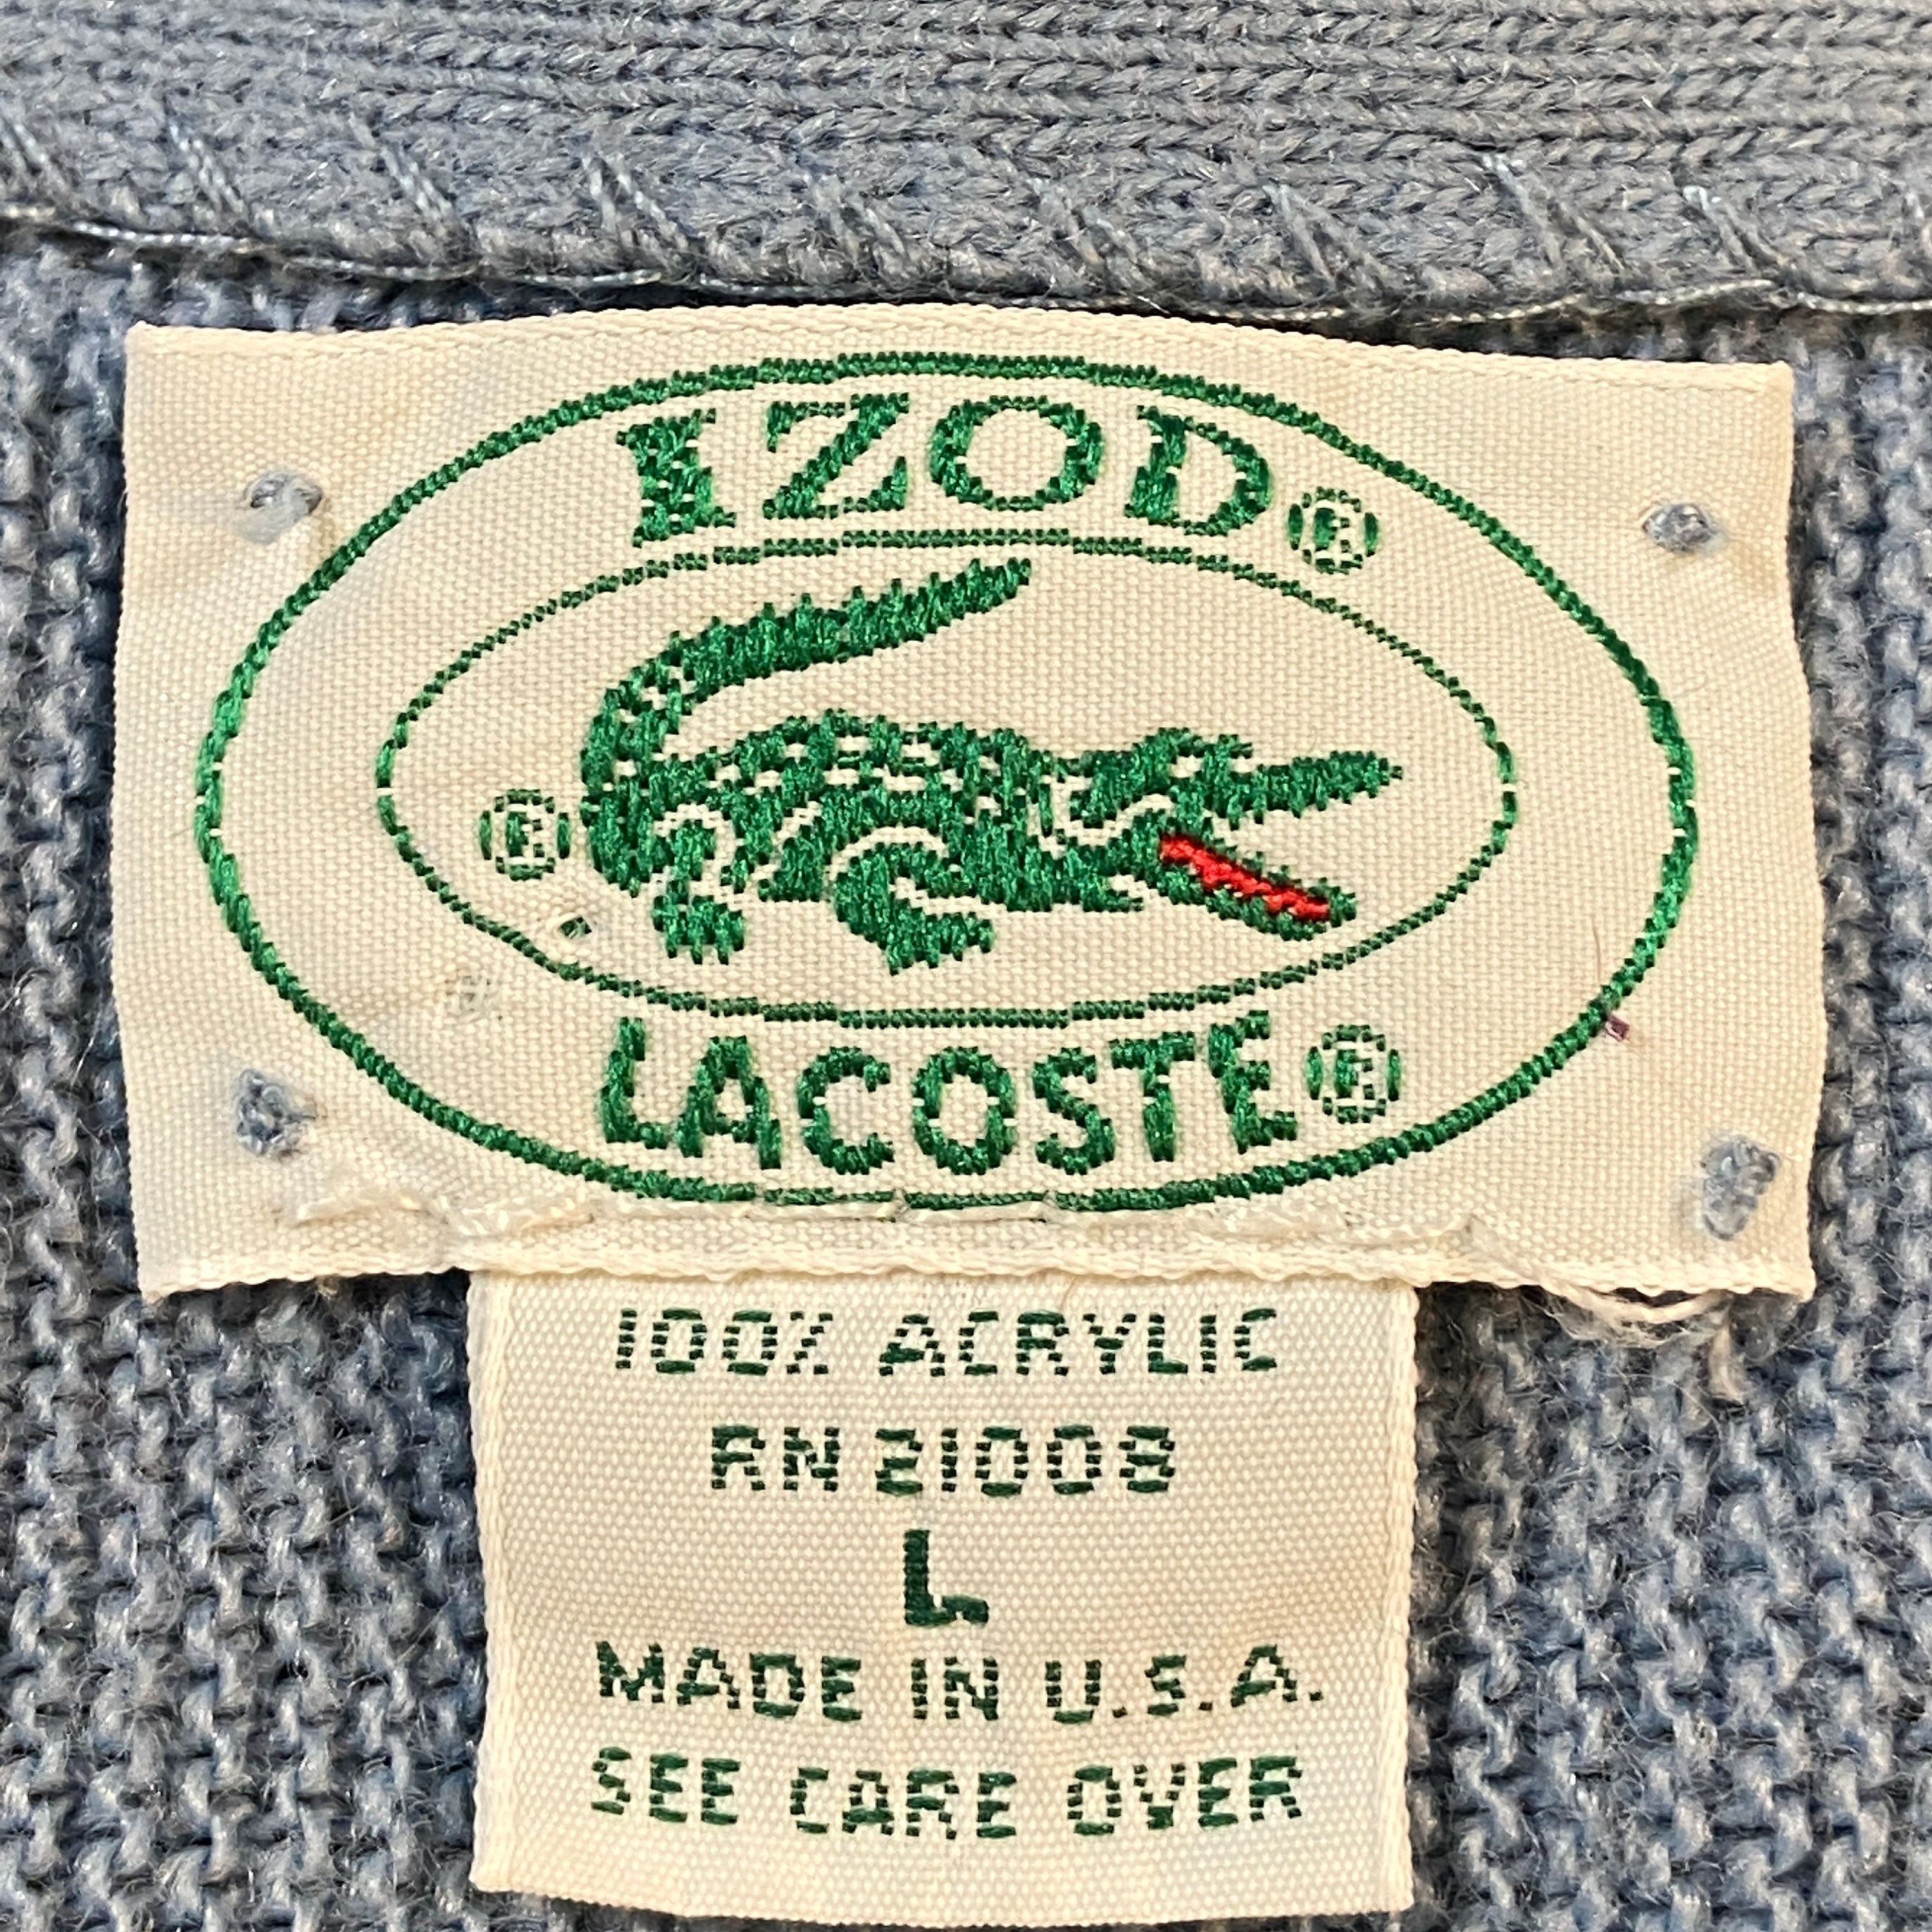 IZOD®
®
LACOSTE®
100% ACRYLIC
RN 21008
L
MADE IN U.S.A.
SEE CARE OVER